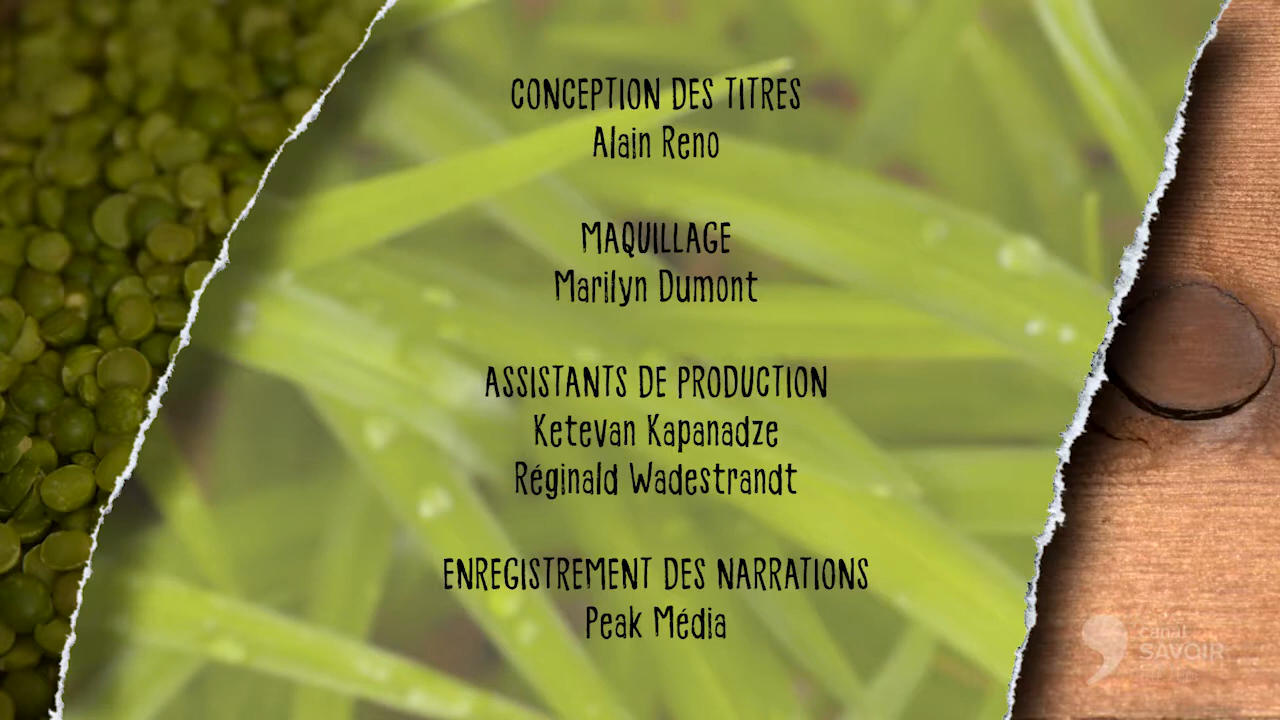 CONCEPTION DES TITRES
Alain Reno
MAQUILLAGE
Marilyn Dumont
ASSISTANTS DE PRODUCTION
Ketevan Kapanadze
Réginald Wadestrandt
ENREGISTREMENT DES NARRATIONS
Peak Média
canal
SAVOIR